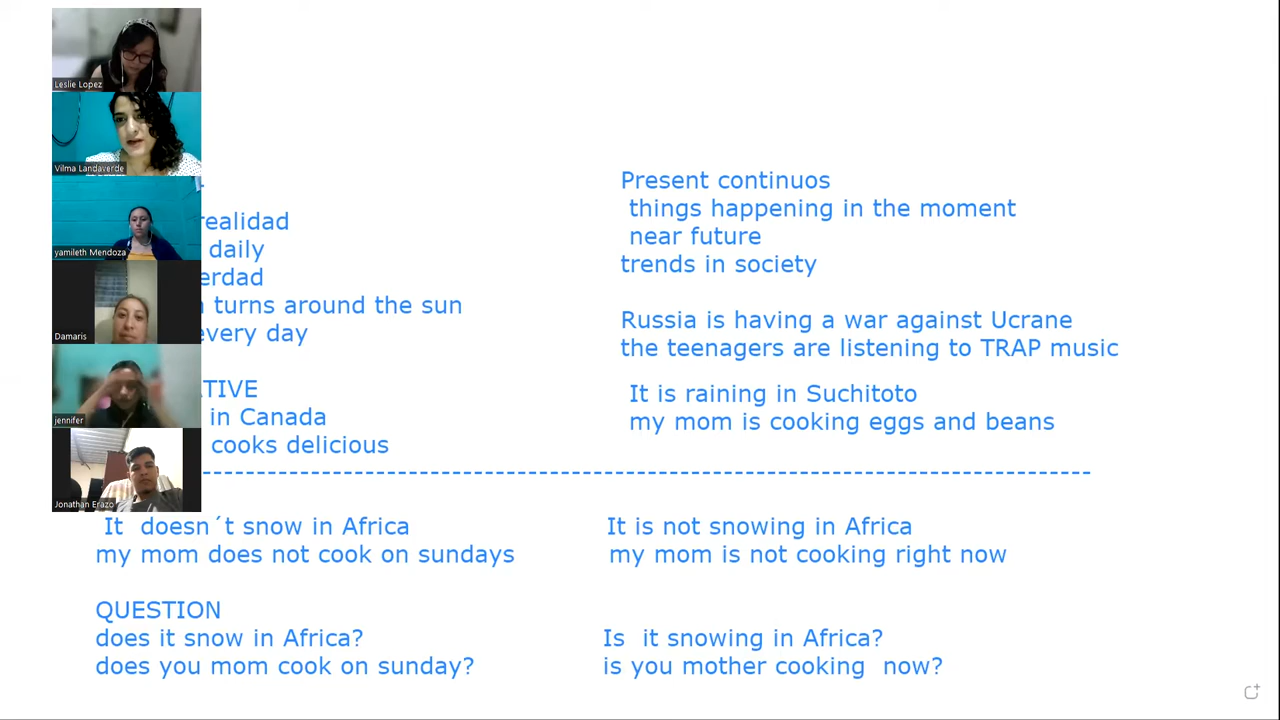 Leslie Lopez
Vilma Landaverde
yamileth Mendoza
Damaris
jennifer
Jonathan Erazo
realidad
daily
turns around the sun
every day
in Canada
cooks delicious
It doesn´t snow in Africa
my mom does not cook on sundays
QUESTION
does it snow in Africa?
does you mom cook on sunday?
Present continuos
things happening in the moment
near future
trends in society
Russia is having a war against Ucrane
the teenagers are listening to TRAP music
It is raining in Suchitoto
my mom is cooking eggs and beans
It is not snowing in Africa
my mom is not cooking right now
Is it snowing in Africa?
is you mother cooking now?